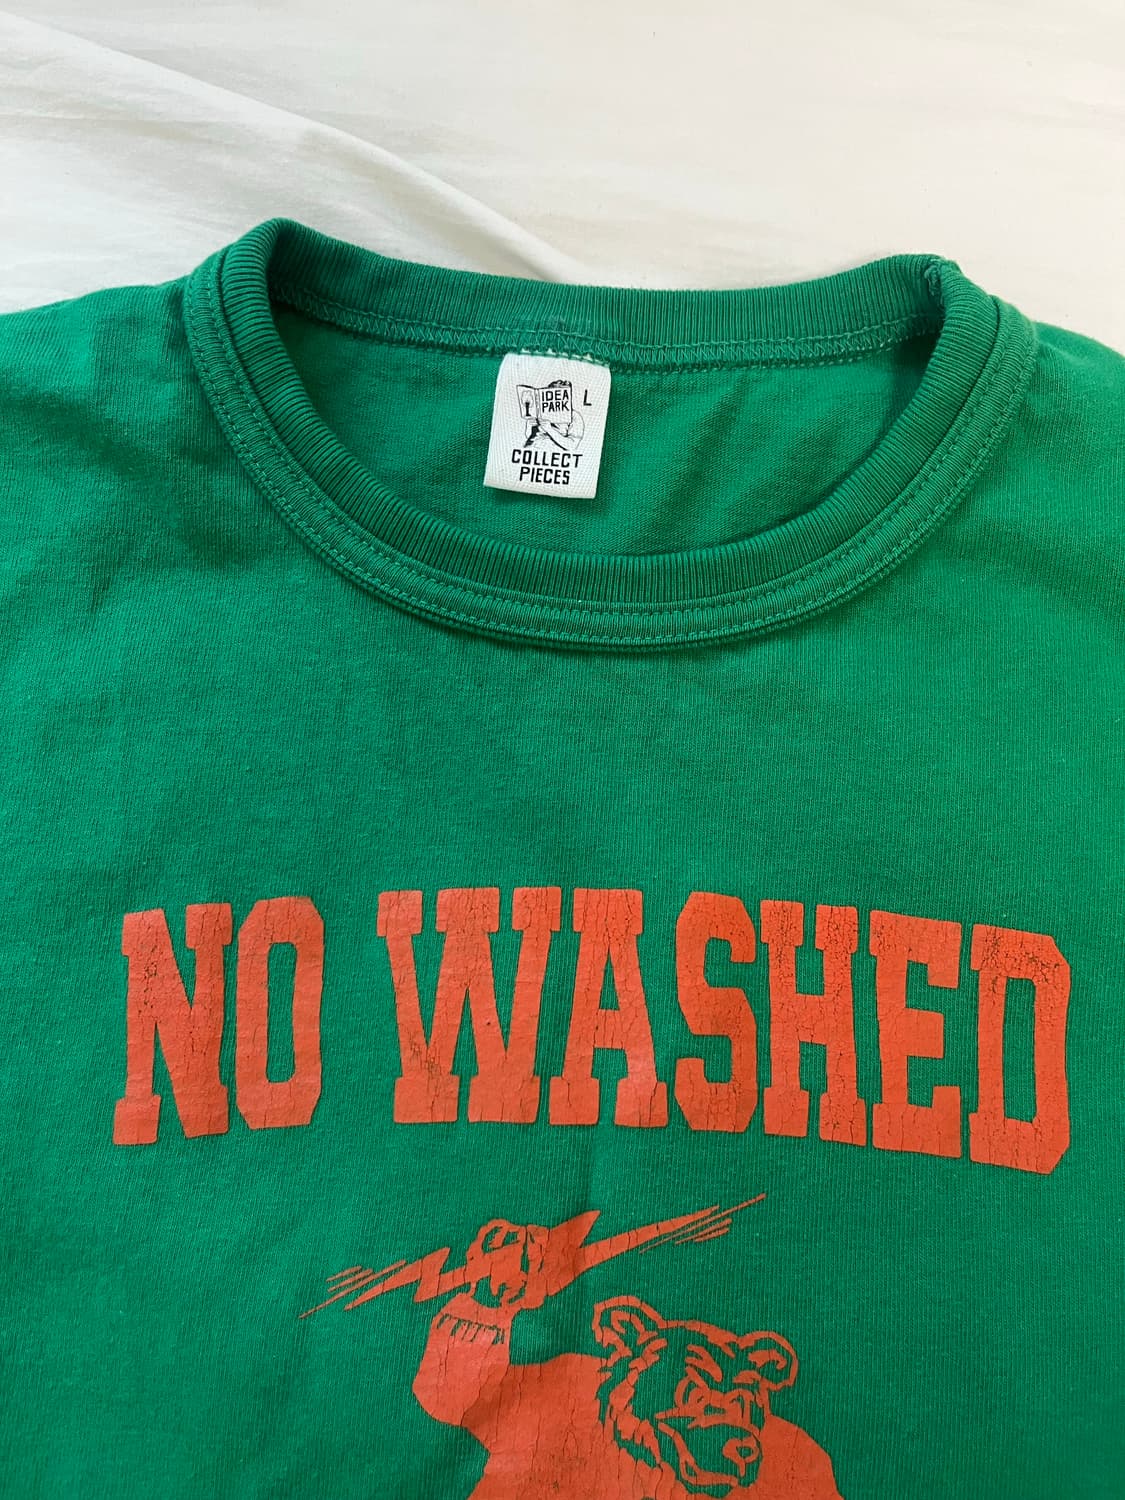 IDEA
PARK
L
COLLECT
PIECES
NO WASHED